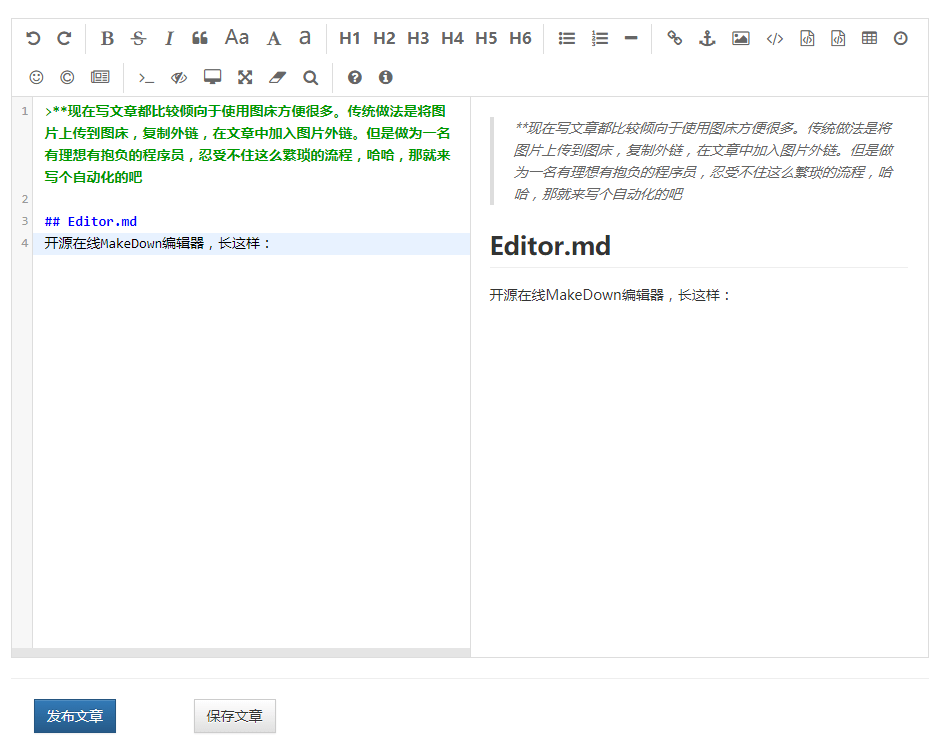 B S I Aa A a H1 H2 H3 H4 H5 H6
1 >**现在写文章都比较倾向于使用图床方便很多。传统做法是将图
片上传到图床，复制外链，在文章中加入图片外链。但是做为一名
有理想有抱负的程序员，忍受不住这么繁琐的流程，哈哈，那就来
写个自动化的吧
2
3 ## Editor.md
4 开源在线MakeDown编辑器，长这样：
**现在写文章都比较倾向于使用图床方便很多。传统做法是将
图片上传到图床，复制外链，在文章中加入图片外链。但是做
为一名有理想有抱负的程序员，忍受不住这么繁琐的流程，哈
哈，那就来写个自动化的吧
Editor.md
开源在线MakeDown编辑器，长这样：
发布文章
保存文章